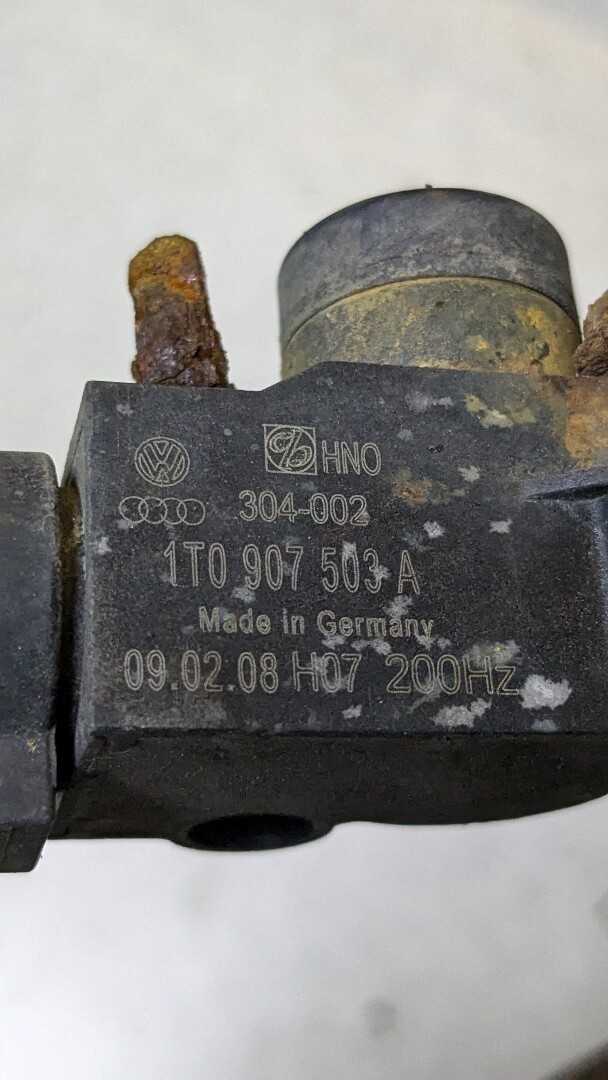 HNO
304-002
1T0 907 503 A
Made in Germany
09.02.08 H07 200Hz